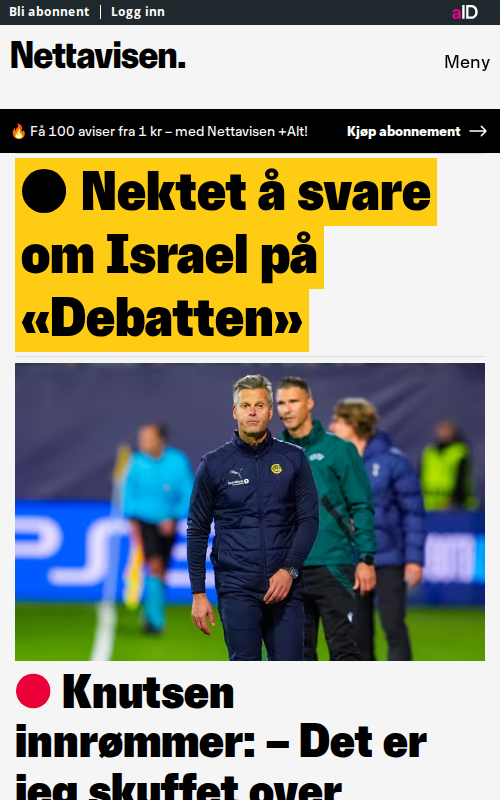 Bli abonnent | Logg inn
aID
Nettavisen.
Meny
🔥 Få 100 aviser fra 1 kr – med Nettavisen +Alt!
Kjøp abonnement →
Nektet å svare
om Israel på
«Debatten»
UEFA
Knutsen
innrømmer: – Det er
jeg skuffet over